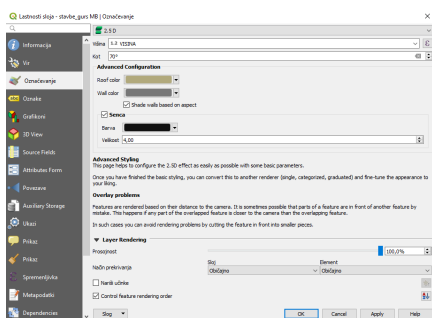 Lastnosti sloja - stavbe_gurs MB | Označevanje
2.5 D
Informacija
Višina 1.2 VISINA
Vir
Kot 70°
Advanced Configuration
Označevanje
Roof color
Oznake
Wall color
Shade walls based on aspect
Grafikoni
Senca
3D View
Barva
Source Fields
Velikost 4,00
Attributes Form
Advanced Styling
This page helps to configure the 2.5D effect as easily as possible with some basic parameters.
Povezave
Once you have finished the basic styling, you can convert this to another renderer (single, categorized, graduated) and fine-tune the appearance to your liking.
Auxiliary Storage
Overlay problems
Ukazi
Features are rendered based on their distance to the camera. It is sometimes possible that parts of a feature are in front of another feature by mistake. This happens if any part of the overlapped feature is closer to the camera than the overlapping feature.
Prikaz
In such cases you can avoid rendering problems by cutting the feature in front into smaller pieces.
Prikaz
Layer Rendering
Prosojnost 100,0%
Spremenljivke
Sloj Element
Način prekrivanja Običajno Običajno
Metapodatki
Nariši učinke
Control feature rendering order
Dependencies
Slog OK Cancel Apply Help